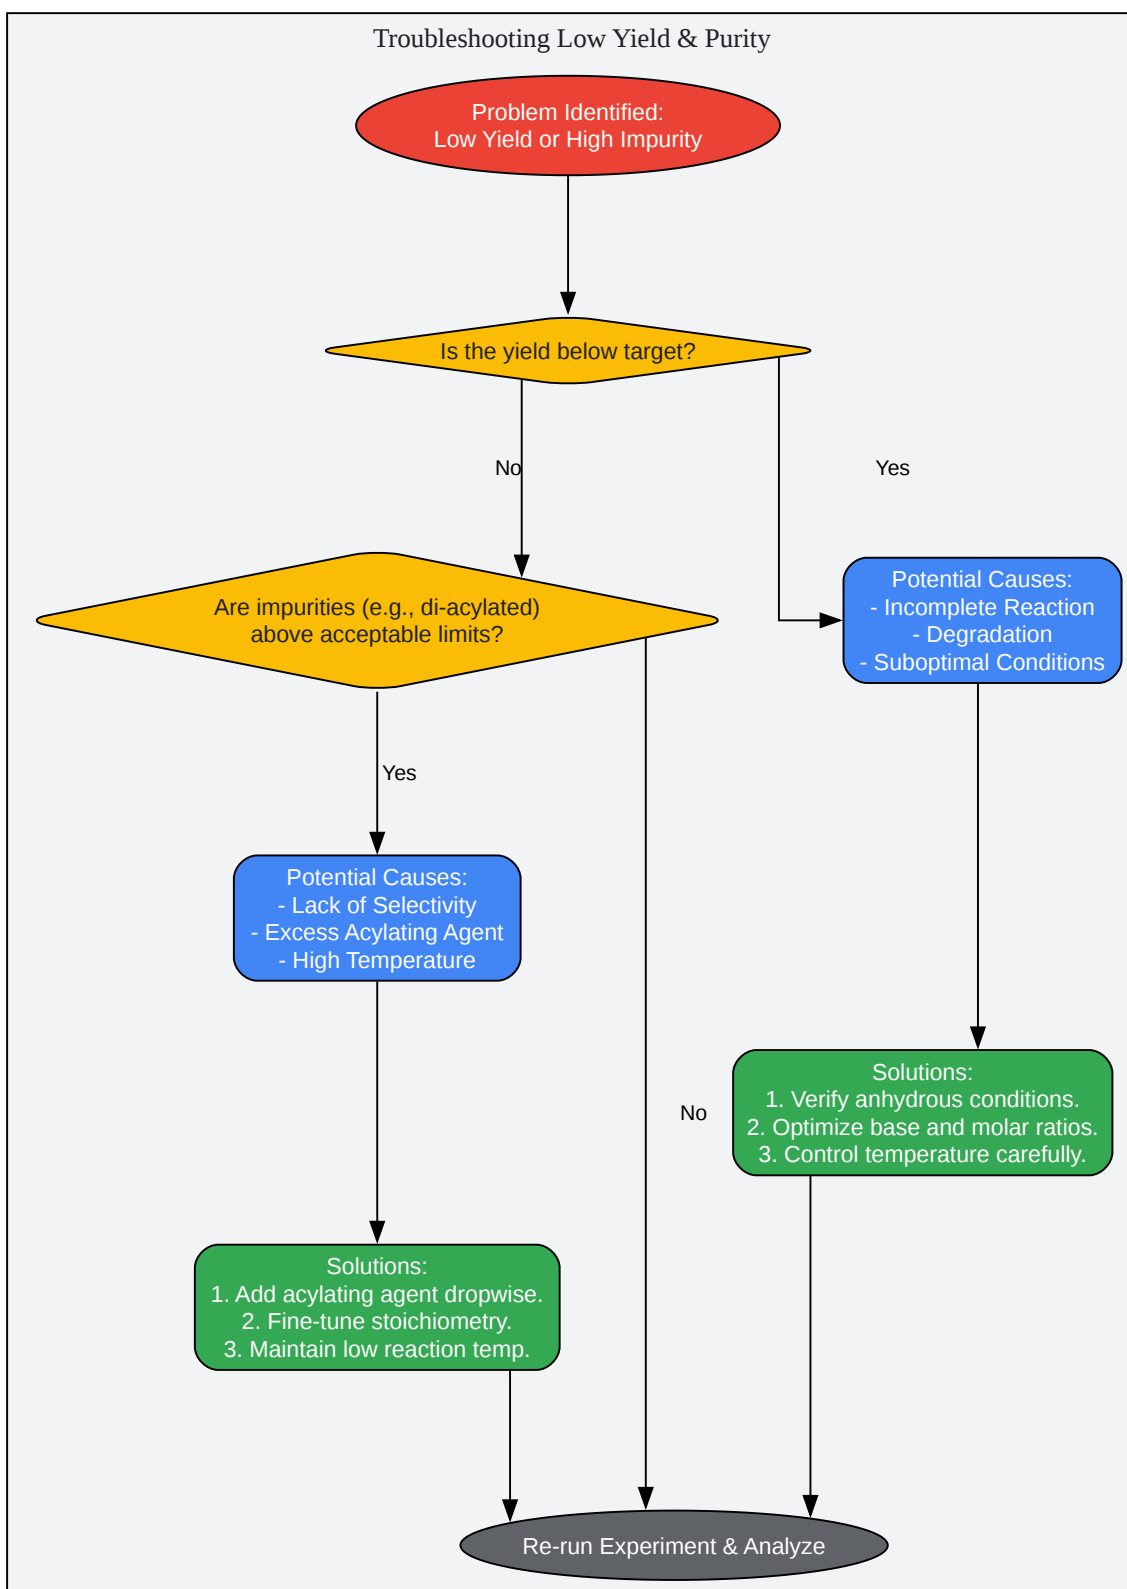 Troubleshooting Low Yield & Purity
Problem Identified:
Low Yield or High Impurity
Is the yield below target?
No
Yes
Are impurities (e.g., di-acylated)
above acceptable limits?
Potential Causes:
- Incomplete Reaction
- Degradation
- Suboptimal Conditions
Yes
Potential Causes:
- Lack of Selectivity
- Excess Acylating Agent
- High Temperature
No
Solutions:
1. Verify anhydrous conditions.
2. Optimize base and molar ratios.
3. Control temperature carefully.
Solutions:
1. Add acylating agent dropwise.
2. Fine-tune stoichiometry.
3. Maintain low reaction temp.
Re-run Experiment & Analyze